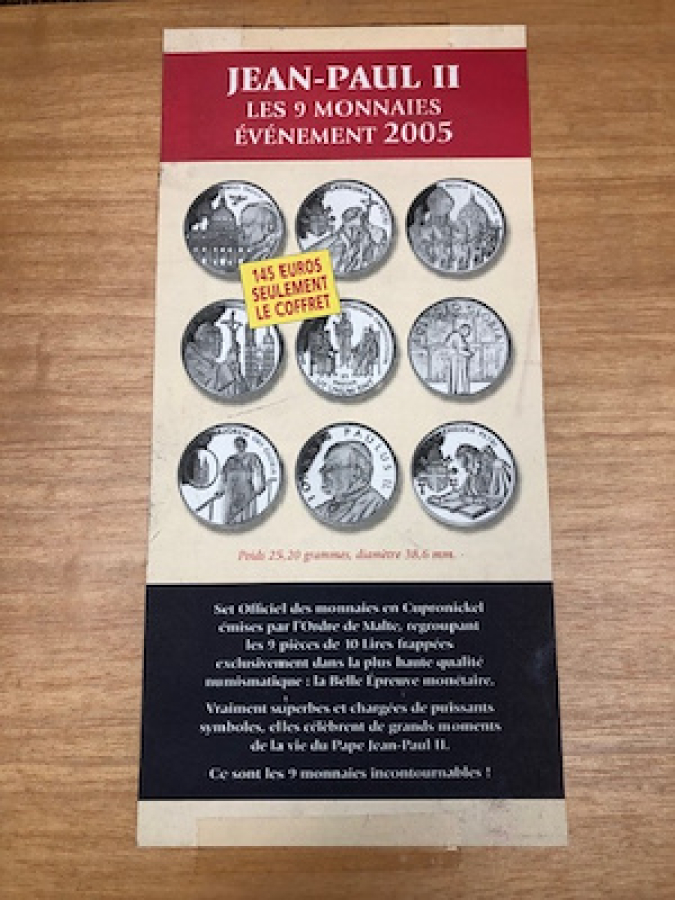 JEAN-PAUL II
LES 9 MONNAIES
ÉVÉNEMENT 2005
145 EUROS
SEULEMENT
LE COFFRET
PAULUS II
Poids 25,20 grammes, diamètre 38,6 mm.
Set Officiel des monnaies en Cupronickel
émises par l'Ordre de Malte, regroupant
les 9 pièces de 10 Lires frappées
exclusivement dans la plus haute qualité
numismatique : la Belle Épreuve monétaire.
Vraiment superbes et chargées de puissants
symboles, elles célèbrent de grands moments
de la vie du Pape Jean-Paul II.
Ce sont les 9 monnaies incontournables !